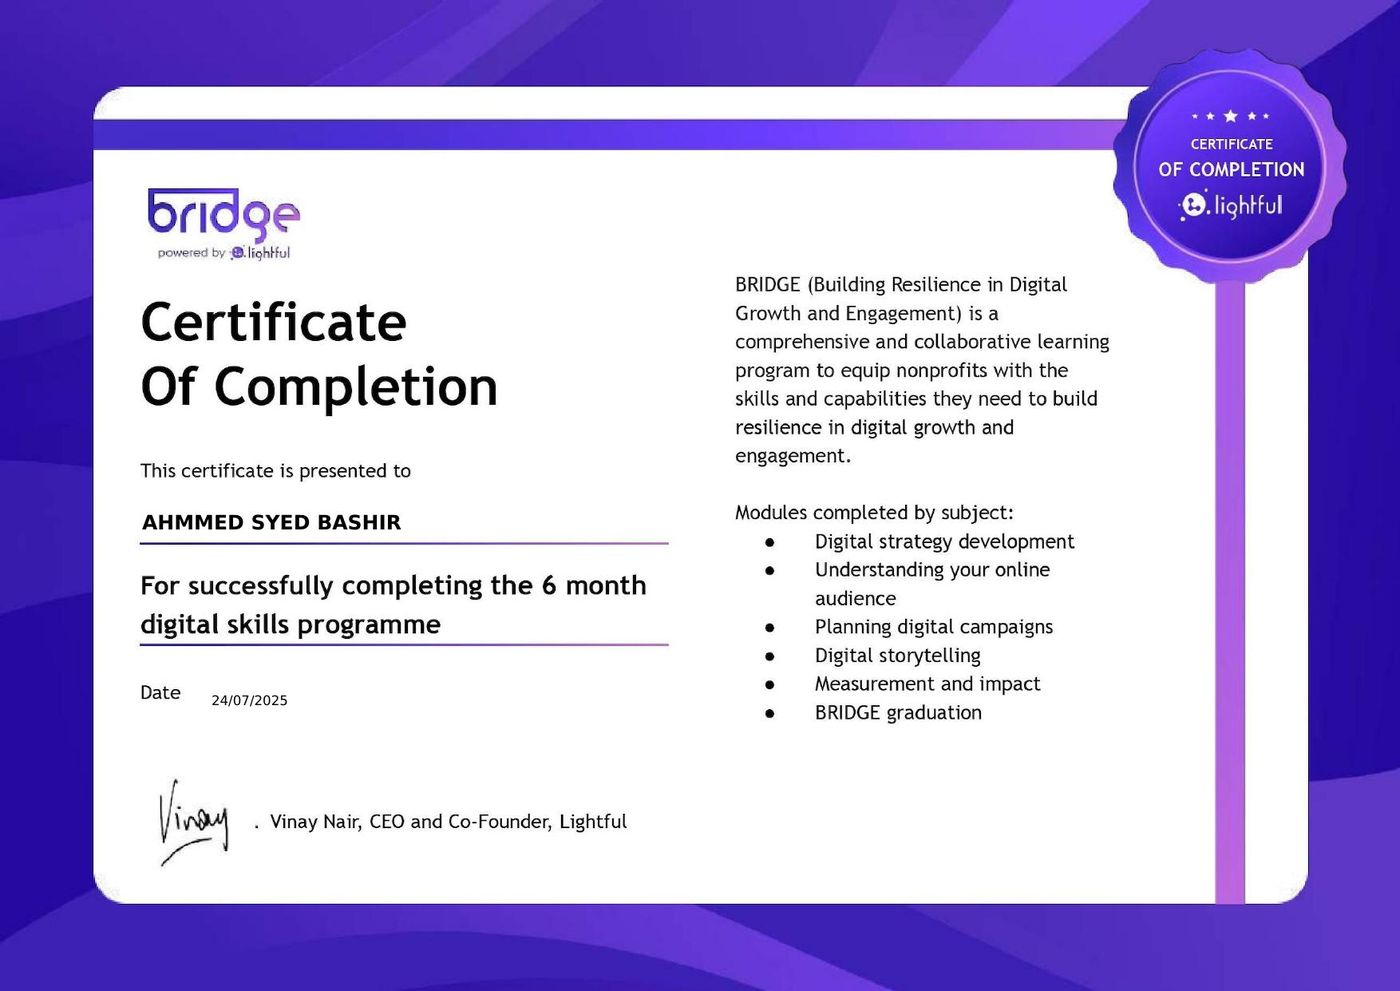 CERTIFICATE
OF COMPLETION
lightful
bridge
powered by lightful
Certificate
Of Completion
This certificate is presented to
AHMMED SYED BASHIR
For successfully completing the 6 month
digital skills programme
Date 24/07/2025
Vinay . Vinay Nair, CEO and Co-Founder, Lightful
BRIDGE (Building Resilience in Digital
Growth and Engagement) is a
comprehensive and collaborative learning
program to equip nonprofits with the
skills and capabilities they need to build
resilience in digital growth and
engagement.
Modules completed by subject:
● Digital strategy development
● Understanding your online
audience
● Planning digital campaigns
● Digital storytelling
● Measurement and impact
● BRIDGE graduation